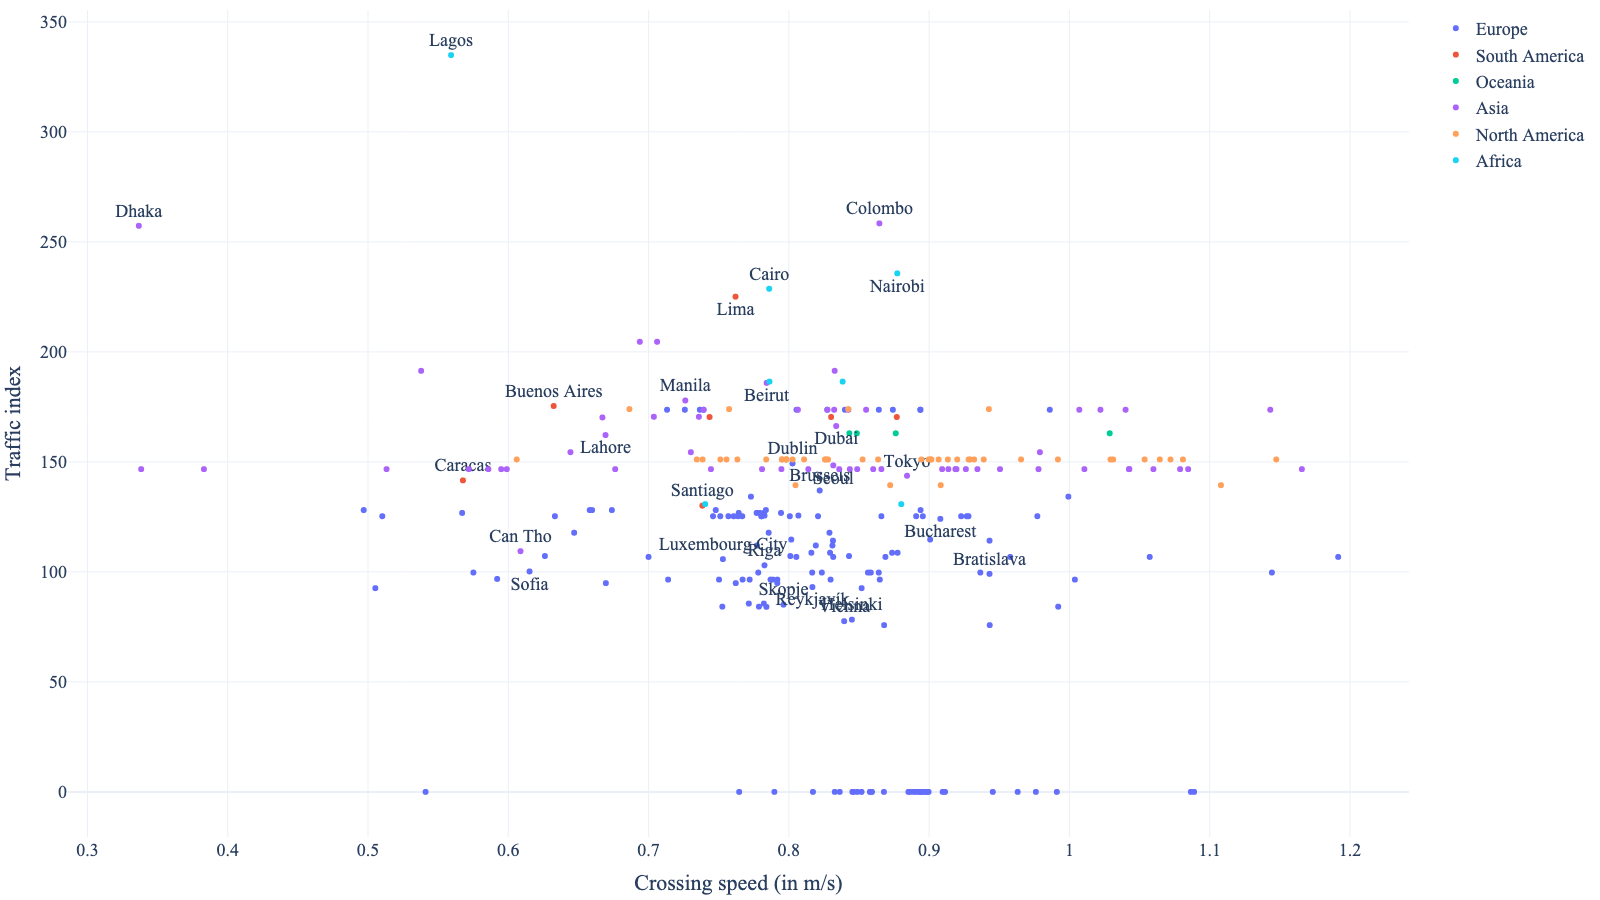 350
300
250
200
150
100
50
0
Traffic index
0.3
0.4
0.5
0.6
0.7
0.8
0.9
1
1.1
1.2
Crossing speed (in m/s)
Lagos
Dhaka
Colombo
Cairo
Nairobi
Lima
Buenos Aires
Manila
Beirut
Lahore
Dubai
Dublin
Caracas
Tokyo
Brussels
Seoul
Santiago
Can Tho
Bucharest
Luxembourg City
Riga
Bratislava
Sofia
Skopje
Reykjavik
Helsinki
Vienna
Europe
South America
Oceania
Asia
North America
Africa